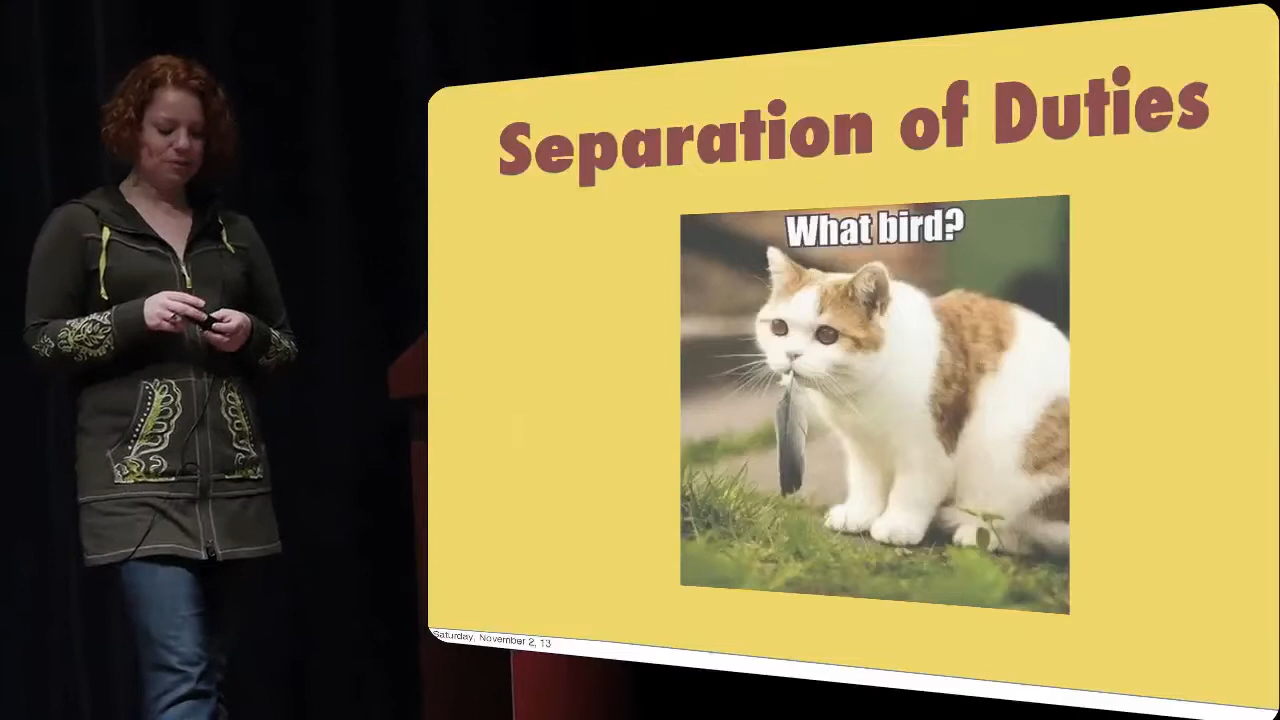 Separation of Duties
What bird?
Saturday, November 2, 13